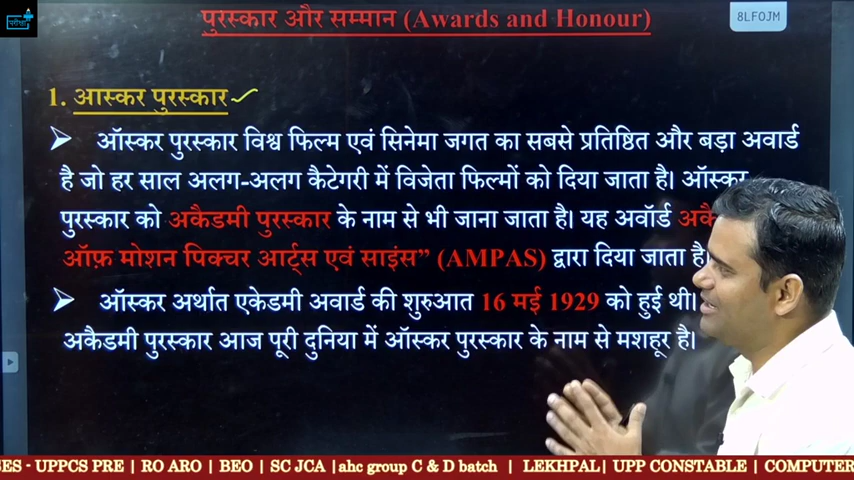 परीक्षा
पुरस्कार और सम्मान (Awards and Honour)
8LFOJM
1. आस्कर पुरस्कार
➤ ऑस्कर पुरस्कार विश्व फिल्म एवं सिनेमा जगत का सबसे प्रतिष्ठित और बड़ा अवार्ड
है जो हर साल अलग-अलग कैटेगरी में विजेता फिल्मों को दिया जाता है। ऑस्कर
पुरस्कार को अकैडमी पुरस्कार के नाम से भी जाना जाता है। यह अवॉर्ड
ऑफ़ मोशन पिक्चर आर्ट्स एवं साइंस” (AMPAS) द्वारा दिया जाता है।
➤ ऑस्कर अर्थात एकेडमी अवार्ड की शुरुआत 16 मई 1929 को हुई थी।
अकैडमी पुरस्कार आज पूरी दुनिया में ऑस्कर पुरस्कार के नाम से मशहूर है।
SES - UPPCS PRE | RO ARO | BEO | SC JCA |ahc group C & D batch | LEKHPAL| UPP CONSTABLE | COMPUTER